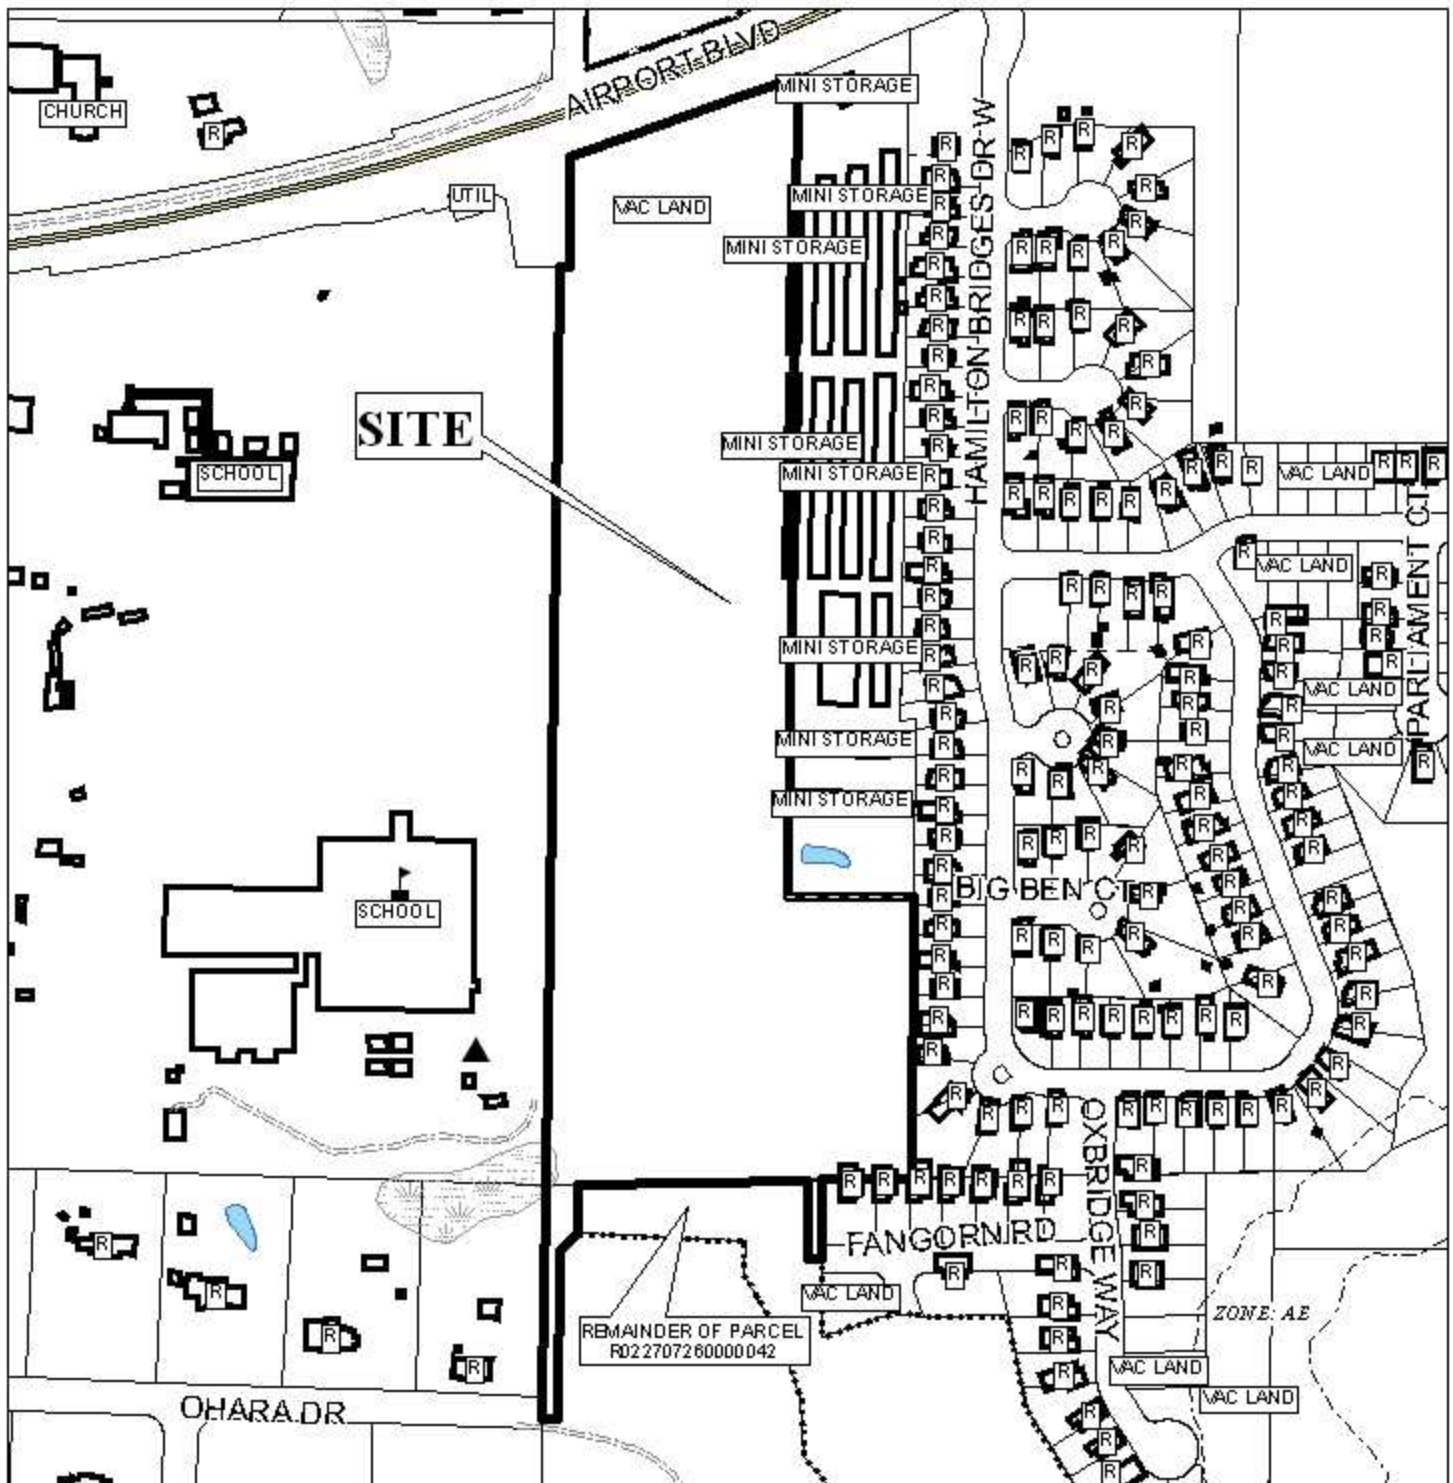 AIRPORT BLVD
MINI STORAGE
CHURCH
R
HAMILTON BRIDGES DR W
UTIL
VAC LAND
MINI STORAGE
MINI STORAGE
SITE
MINI STORAGE
MINI STORAGE
SCHOOL
VAC LAND
PARLIAMENT CT
VAC LAND
MINI STORAGE
VAC LAND
MINI STORAGE
VAC LAND
MINI STORAGE
BIG BEN CT
SCHOOL
OXBRIDGE WAY
FANGORN RD
VAC LAND
ZONE: AE
REMAINDER OF PARCEL
R022707260000042
VAC LAND
VAC LAND
OHARA DR